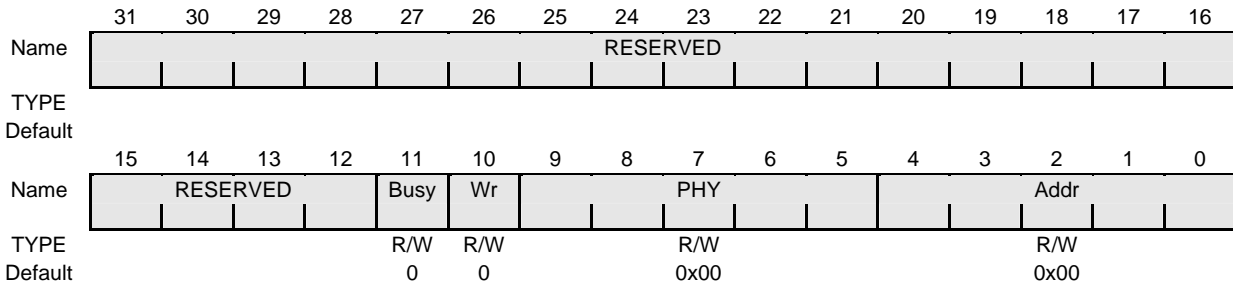 31 30 29 28 27 26 25 24 23 22 21 20 19 18 17 16
Name RESERVED
TYPE
Default
15 14 13 12 11 10 9 8 7 6 5 4 3 2 1 0
Name RESERVED Busy Wr PHY Addr
TYPE R/W R/W R/W R/W
Default 0 0 0x00 0x00